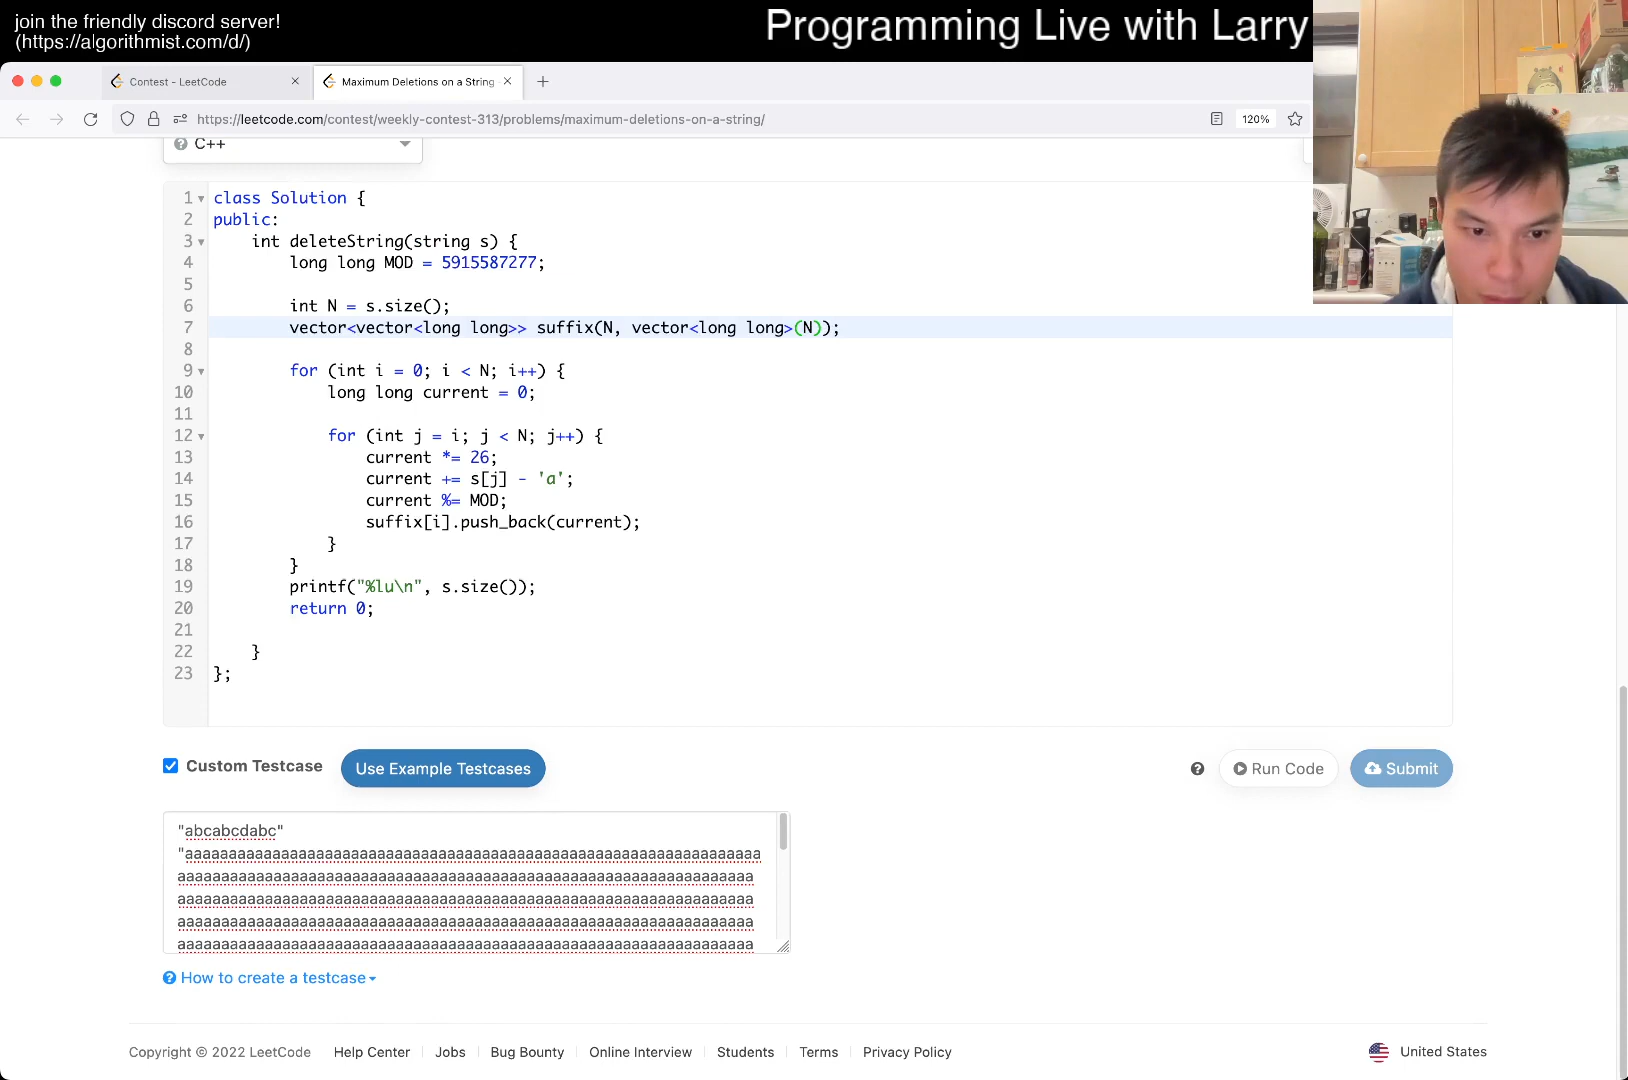 join the friendly discord server!
(https://algorithmist.com/d/)
Programming Live with Larry
Contest - LeetCode
Maximum Deletions on a String
https://leetcode.com/contest/weekly-contest-313/problems/maximum-deletions-on-a-string/
120%
C++
1 class Solution {
2 public:
3 int deleteString(string s) {
4 long long MOD = 5915587277;
5
6 int N = s.size();
7 vector<vector<long long>> suffix(N, vector<long long>(N));
8
9 for (int i = 0; i < N; i++) {
10 long long current = 0;
11
12 for (int j = i; j < N; j++) {
13 current *= 26;
14 current += s[j] - 'a';
15 current %= MOD;
16 suffix[i].push_back(current);
17 }
18 }
19 printf("%lu\n", s.size());
20 return 0;
21
22 }
23 };
Custom Testcase
Use Example Testcases
Run Code
Submit
"abcabcdabc"
How to create a testcase
Copyright © 2022 LeetCode Help Center Jobs Bug Bounty Online Interview Students Terms Privacy Policy United States